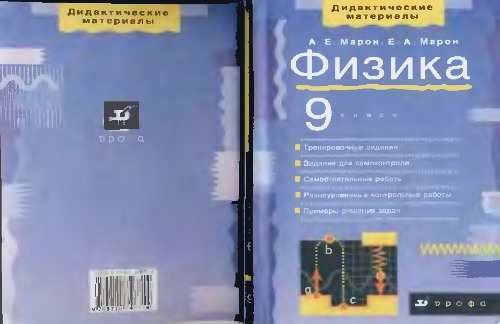 Дидактические
материалы
дрофа
Дидактические
материалы
А. Е. Марон, Е. А. Марон
Физика
9
класс
Тренировочные задания
Задания для самоконтроля
Самостоятельные работы
Разноуровневые контрольные работы
Примеры решения задач
b
a
c
дрофа